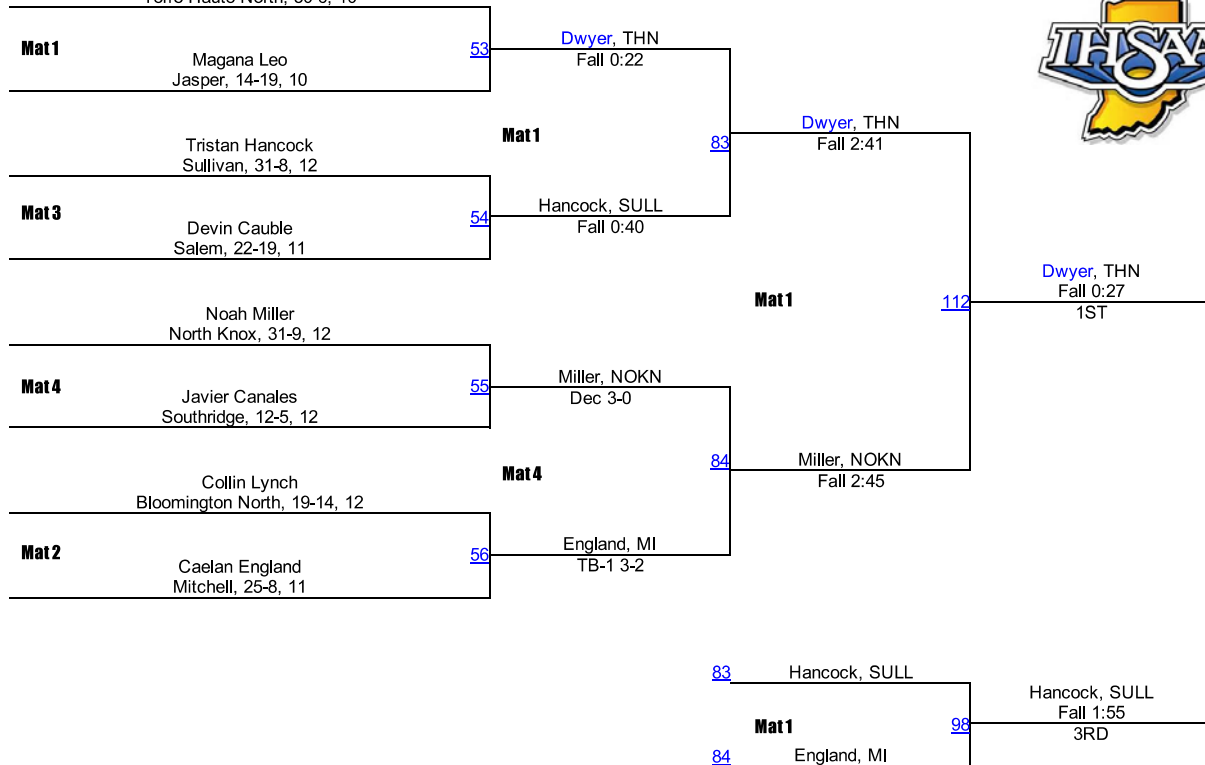 Mat 1
Magana Leo
Jasper, 14-19, 10
53
Dwyer, THN
Fall 0:22
Tristan Hancock
Sullivan, 31-8, 12
Mat 3
Devin Cauble
Salem, 22-19, 11
54
Hancock, SULL
Fall 0:40
Mat 1
83
Dwyer, THN
Fall 2:41
Noah Miller
North Knox, 31-9, 12
Mat 4
Javier Canales
Southridge, 12-5, 12
55
Miller, NOKN
Dec 3-0
Collin Lynch
Bloomington North, 19-14, 12
Mat 2
Caelan England
Mitchell, 25-8, 11
56
England, MI
TB-1 3-2
Mat 4
84
Miller, NOKN
Fall 2:45
Mat 1
112
Dwyer, THN
Fall 0:27
1ST
IHSAA
83
Hancock, SULL
Mat 1
98
84
England, MI
Hancock, SULL
Fall 1:55
3RD